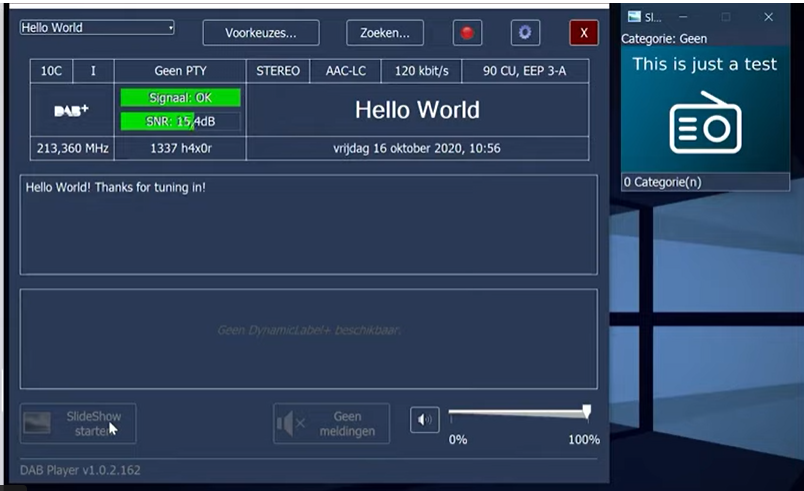 Hello World
Voorkeuzes...
Zoeken...
X
10C I Geen PTY STEREO AAC-LC 120 kbit/s 90 CU, EEP 3-A
DAB+
Signaal: OK
SNR: 15,4dB
Hello World
213,360 MHz 1337 h4x0r vrijdag 16 oktober 2020, 10:56
Hello World! Thanks for tuning in!
Geen DynamicLabel+ beschikbaar.
SlideShow
starten
Geen
meldingen
0% 100%
DAB Player v1.0.2.162
Sl...
Categorie: Geen
This is just a test
0 Categorie(n)